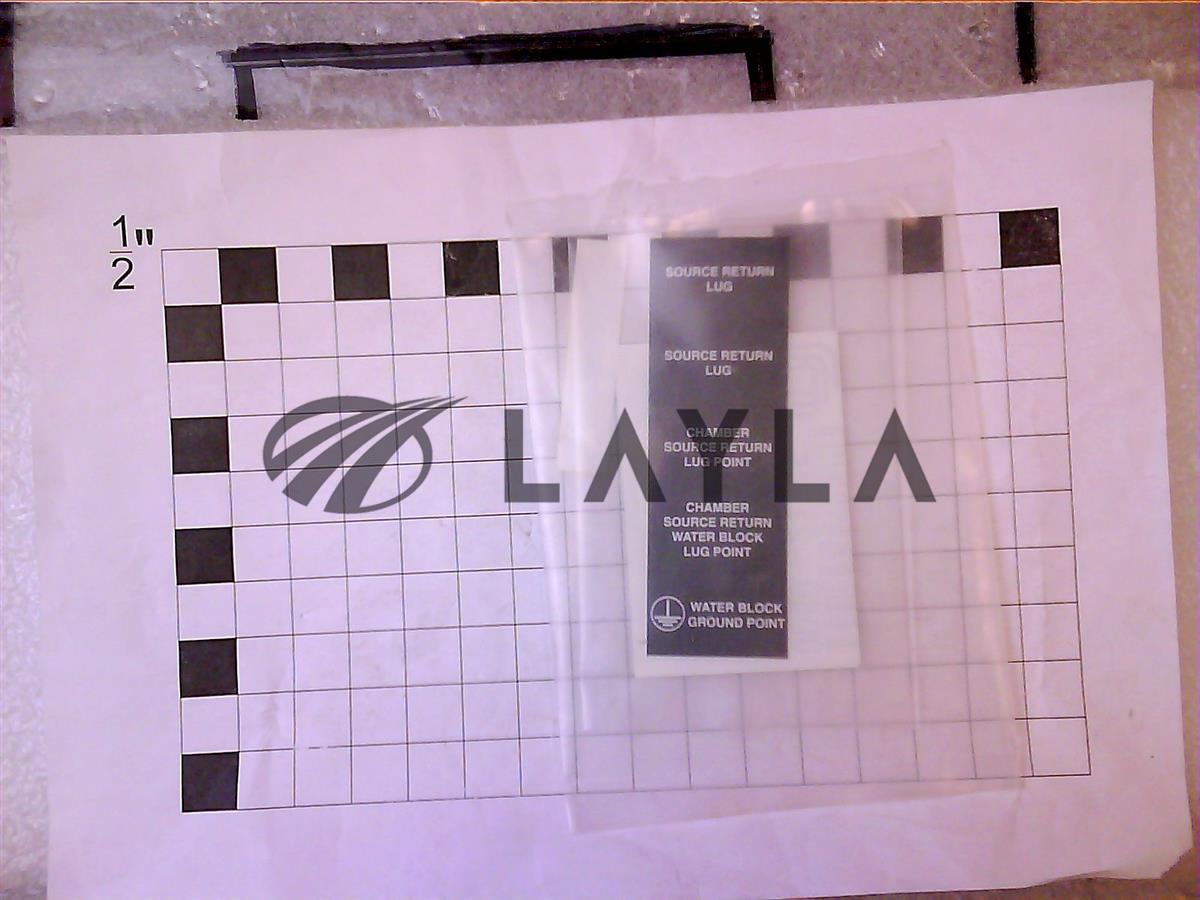 1/2"
SOURCE RETURN
LUG
SOURCE RETURN
LUG
CHAMBER
SOURCE RETURN
LUG POINT
LAYLA
CHAMBER
SOURCE RETURN
WATER BLOCK
LUG POINT
WATER BLOCK
GROUND POINT